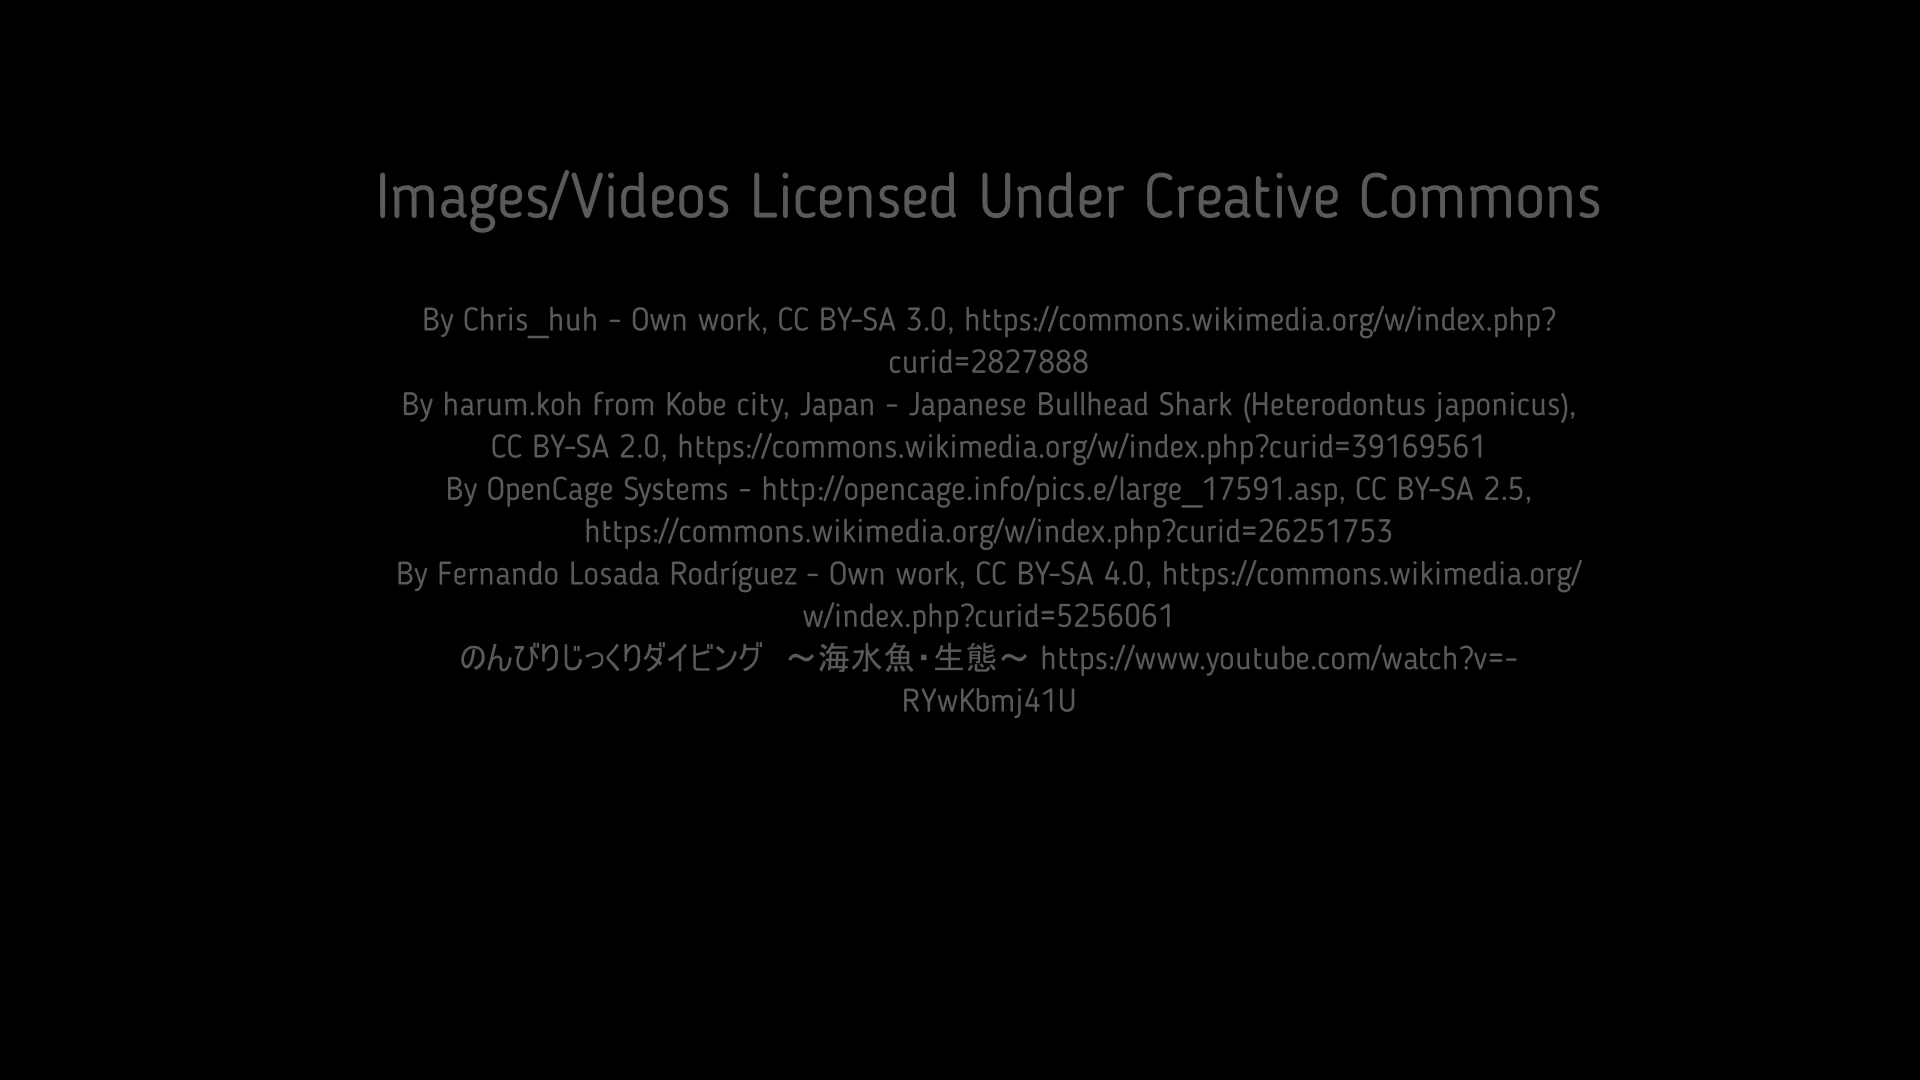 Images/Videos Licensed Under Creative Commons
By Chris_huh - Own work, CC BY-SA 3.0, https://commons.wikimedia.org/w/index.php?
curid=2827888
By harum.koh from Kobe city, Japan - Japanese Bullhead Shark (Heterodontus japonicus),
CC BY-SA 2.0, https://commons.wikimedia.org/w/index.php?curid=39169561
By OpenCage Systems - http://opencage.info/pics.e/large_17591.asp, CC BY-SA 2.5,
https://commons.wikimedia.org/w/index.php?curid=26251753
By Fernando Losada Rodríguez - Own work, CC BY-SA 4.0, https://commons.wikimedia.org/
w/index.php?curid=5256061
のんびりじっくりダイビング　～海水魚・生態～ https://www.youtube.com/watch?v=-
RYwKbmj41U